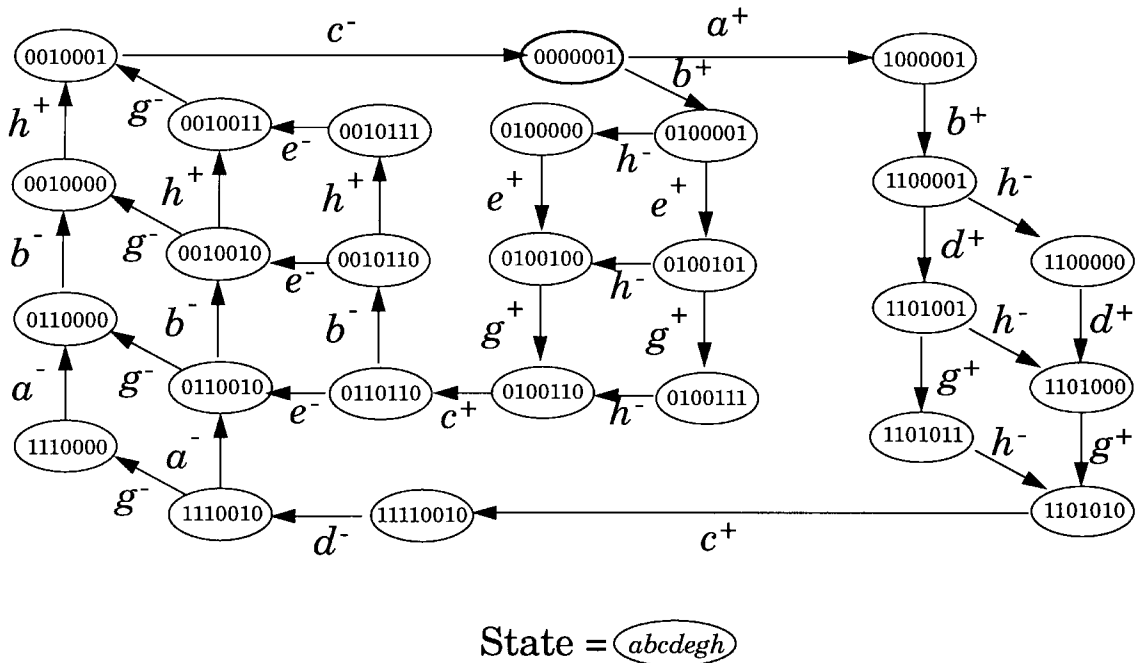 c⁻ a⁺
0010001 0000001 1000001
g⁻ b⁺
h⁺ 0010011 0010111 0100000 0100001 b⁺
e⁻ h⁻
0010000 h⁺ h⁺ e⁺ e⁺ 1100001 h⁻
g⁻ d⁺
b⁻ 0010010 0010110 0100100 0100101 1100000
e⁻ h⁻
0110000 b⁻ b⁻ g⁺ g⁺ 1101001 h⁻ d⁺
g⁻
a⁻ 0110010 0110110 0100110 0100111 g⁺ 1101000
e⁻ c⁺ h⁻
1110000 a⁻ 1101011 h⁻ g⁺
g⁻
1110010 11110010 1101010
d⁻ c⁺
State = abcdegh